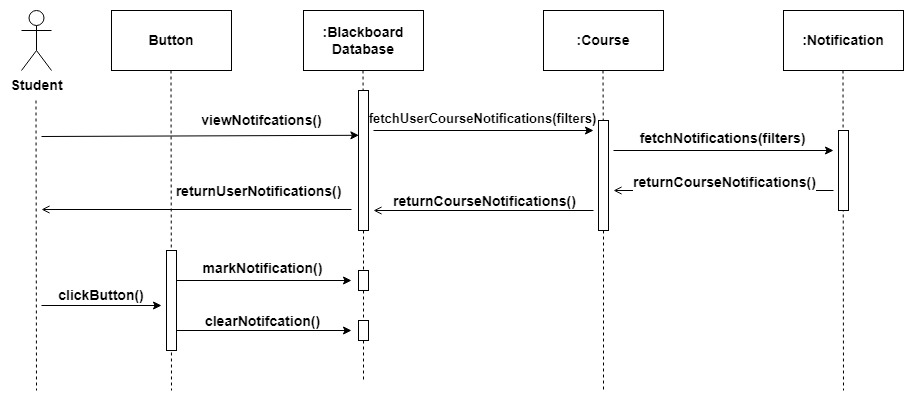 Student
Button
:Blackboard
Database
:Course
:Notification
viewNotifcations()
fetchUserCourseNotifications(filters)
fetchNotifications(filters)
returnCourseNotifications()
returnUserNotifications()
returnCourseNotifications()
markNotification()
clickButton()
clearNotifcation()